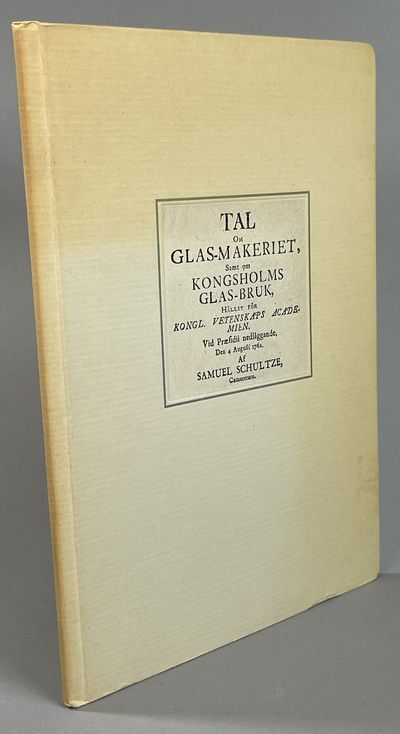 TAL
OM
GLAS-MAKERIET,
Samt om
KONGSHOLMS
GLAS-BRUK,
HÅLLIT FÖR
KONGL. VETENSKAPS ACADE-
MIEN,
Vid Præsidii nedläggande,
Den 4 Augusti 1762.
Af
SAMUEL SCHULTZE,